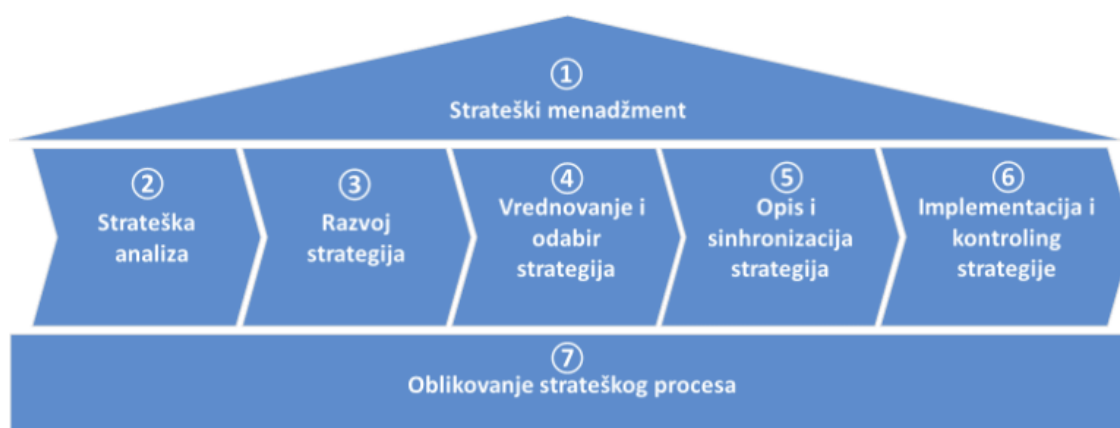 ①
Strateški menadžment
②
Strateška
analiza
③
Razvoj
strategija
④
Vrednovanje i
odabir
strategija
⑤
Opis i
sinhronizacija
strategija
⑥
Implementacija i
kontroling
strategije
⑦
Oblikovanje strateškog procesa